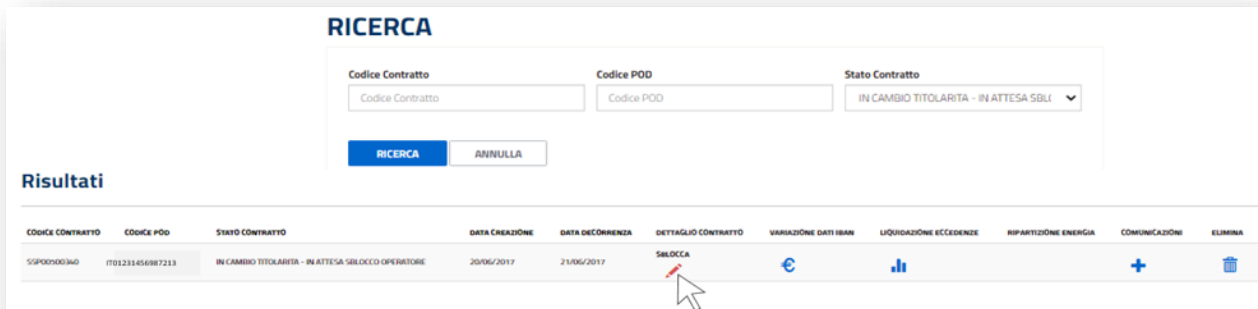 RICERCA
Codice Contratto Codice POD Stato Contratto
Codice Contratto Codice POD IN CAMBIO TITOLARITA - IN ATTESA SBLC
RICERCA ANNULLA
Risultati
CODICE CONTRATTO CODICE POD STATO CONTRATTO DATA CREAZIONE DATA DECORRENZA DETTAGLIO CONTRATTO VARIAZIONE DATI IBAN LIQUIDAZIONE ECCEDENZE RIPARTIZIONE ENERGIA COMUNICAZIONI ELIMINA
SBLOCCA
SSP00500340 IT01231456987213 IN CAMBIO TITOLARITA - IN ATTESA SBLOCCO OPERATORE 20/06/2017 21/06/2017 €